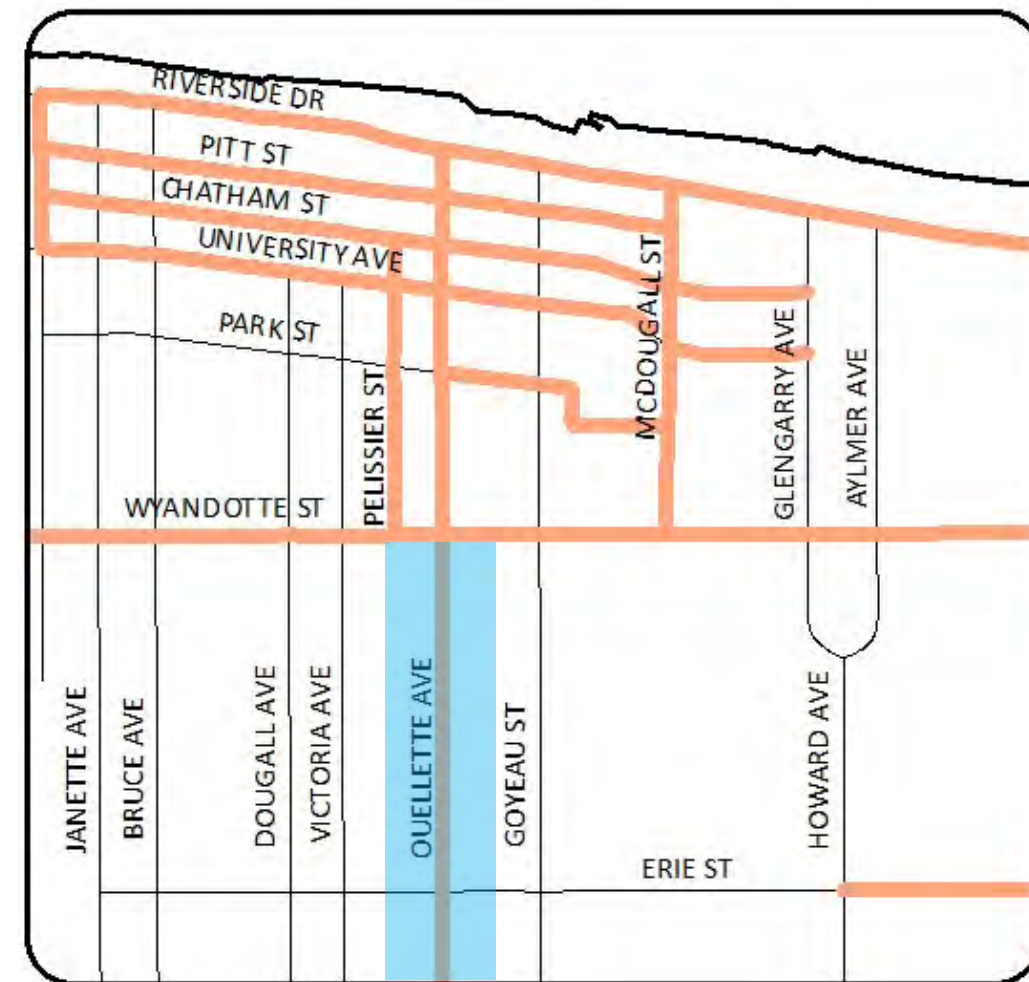 RIVERSIDE DR
PITT ST
CHATHAM ST
UNIVERSITY AVE
PARK ST
WYANDOTTE ST
PELISSIER ST
MCDOUGALL ST
GLENGARRY AVE
AYLMER AVE
JANETTE AVE
BRUCE AVE
DOUGALL AVE
VICTORIA AVE
OUELLETTE AVE
GOYEAU ST
HOWARD AVE
ERIE ST